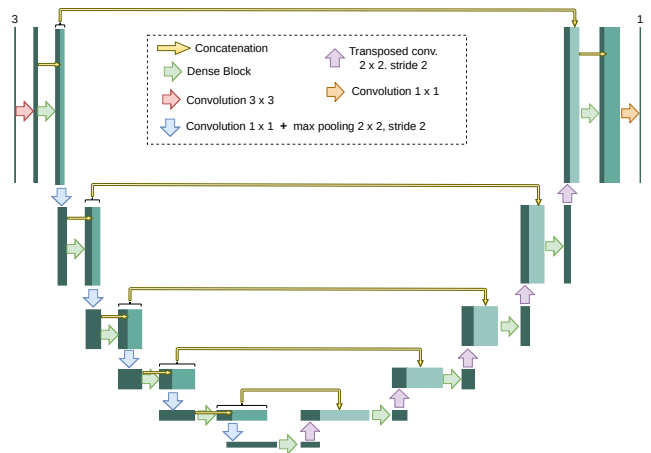 3
1
Concatenation
Dense Block
Convolution 3 x 3
Convolution 1 x 1 + max pooling 2 x 2, stride 2
Transposed conv.
2 x 2. stride 2
Convolution 1 x 1